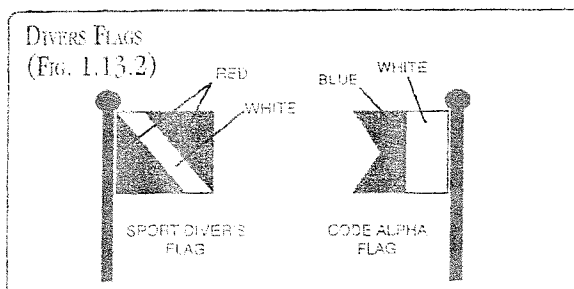 DIVERS FLAGS
(FIG. 1.13.2)
RED
WHITE
BLUE
WHITE
SPORT DIVER'S
FLAG
CODE ALPHA
FLAG